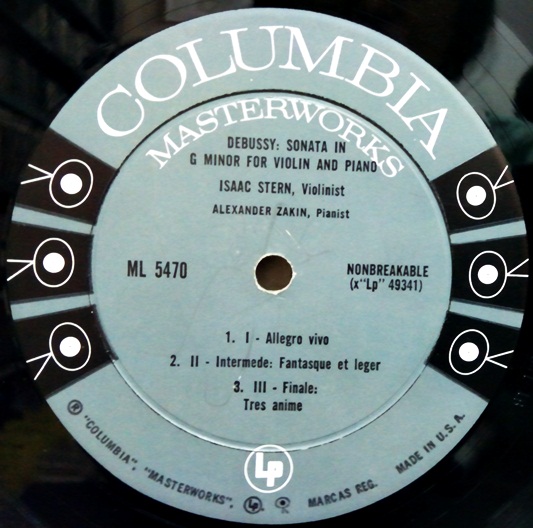 COLUMBIA
MASTERWORKS
DEBUSSY: SONATA IN
G MINOR FOR VIOLIN AND PIANO
ISAAC STERN, Violinist
ALEXANDER ZAKIN, Pianist
ML 5470
NONBREAKABLE
(x"Lp" 49341)
1. I - Allegro vivo
2. II - Intermede: Fantasque et leger
3. III - Finale:
Tres anime
Lp
® "COLUMBIA", "MASTERWORKS", Lp, MARCAS REG. MADE IN U.S.A.